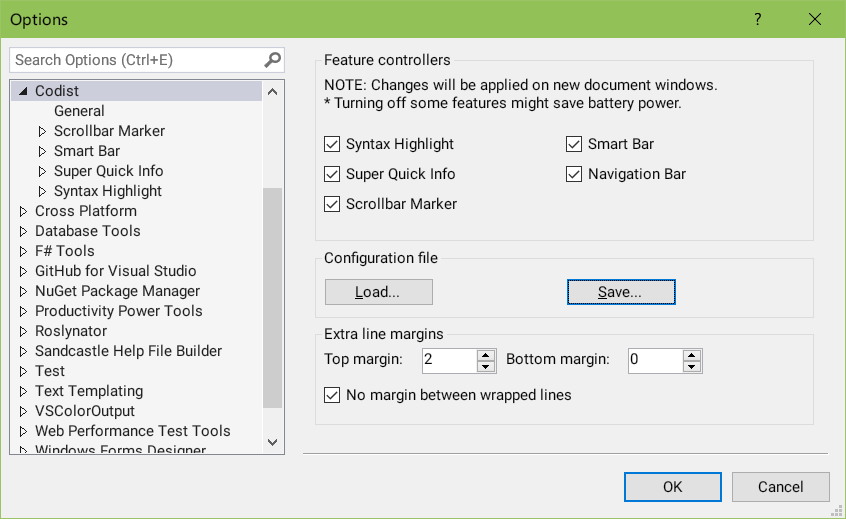 Options
?
Search Options (Ctrl+E)
Codist
General
Scrollbar Marker
Smart Bar
Super Quick Info
Syntax Highlight
Cross Platform
Database Tools
F# Tools
GitHub for Visual Studio
NuGet Package Manager
Productivity Power Tools
Roslynator
Sandcastle Help File Builder
Test
Text Templating
VSColorOutput
Web Performance Test Tools
Windows Forms Designer
Feature controllers
NOTE: Changes will be applied on new document windows.
* Turning off some features might save battery power.
Syntax Highlight
Smart Bar
Super Quick Info
Navigation Bar
Scrollbar Marker
Configuration file
Load...
Save...
Extra line margins
Top margin: 2 Bottom margin: 0
No margin between wrapped lines
OK
Cancel